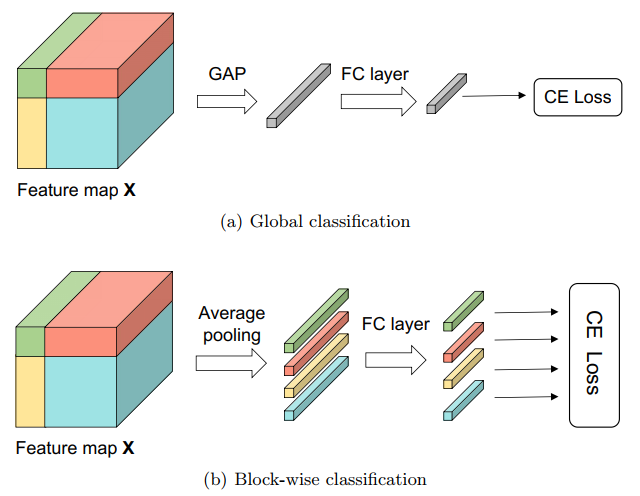 GAP
FC layer
CE Loss
Feature map X
(a) Global classification
Average
pooling
FC layer
CE Loss
Feature map X
(b) Block-wise classification